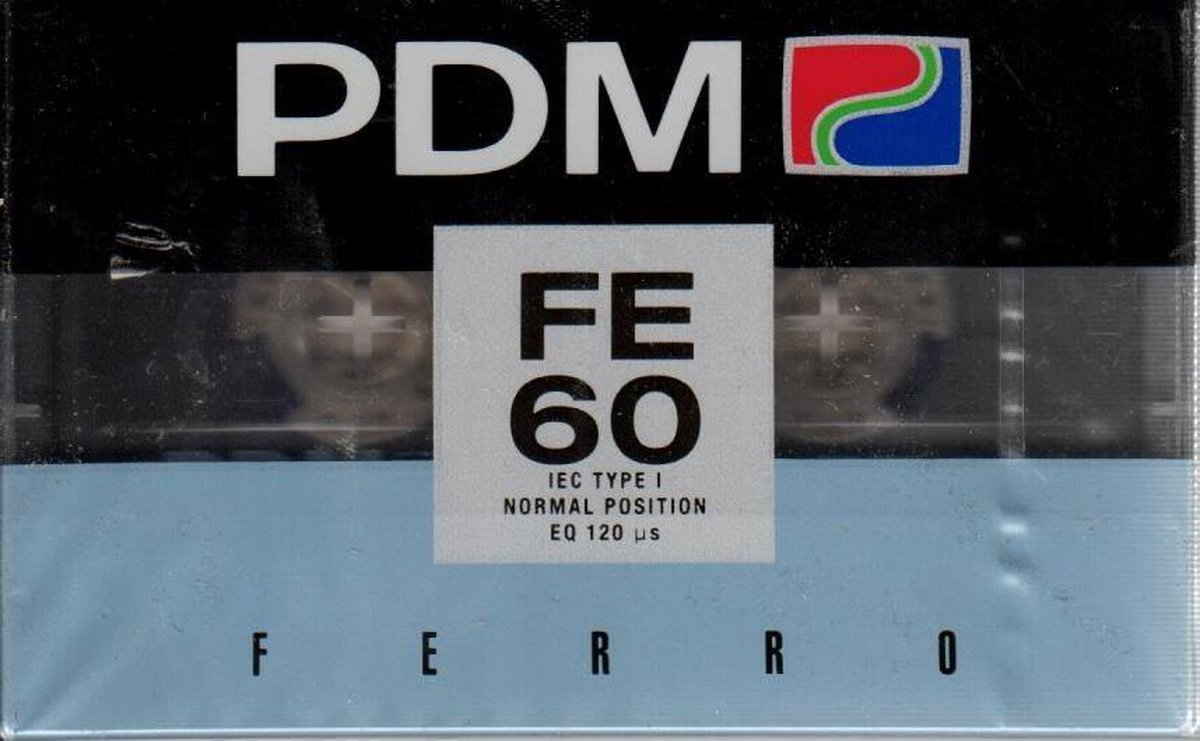 PDM
FE
60
IEC TYPE I
NORMAL POSITION
EQ 120 µs
FERRO